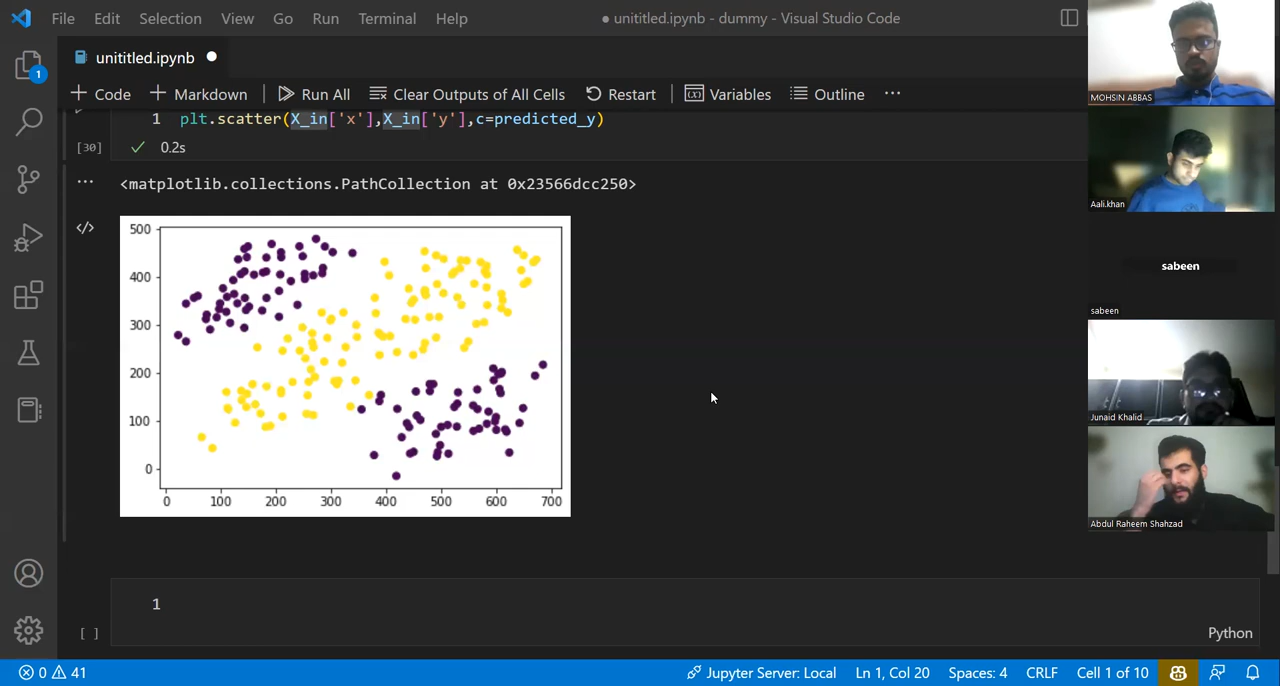 File Edit Selection View Go Run Terminal Help
● unititled.ipynb - dummy - Visual Studio Code
unititled.ipynb
1
+ Code + Markdown Run All Clear Outputs of All Cells Restart Variables Outline ...
1 plt.scatter(X_in['x'],X_in['y'],c=predicted_y)
[30] 0.2s
<matplotlib.collections.PathCollection at 0x23566dcc250>
500
400
300
200
100
0
0 100 200 300 400 500 600 700
1
[ ]
Python
0 41 Jupyter Server: Local Ln 1, Col 20 Spaces: 4 CRLF Cell 1 of 10
MOHSIN ABBAS
Aali.khan
sabeen
sabeen
Junaid Khalid
Abdul Raheem Shahzad